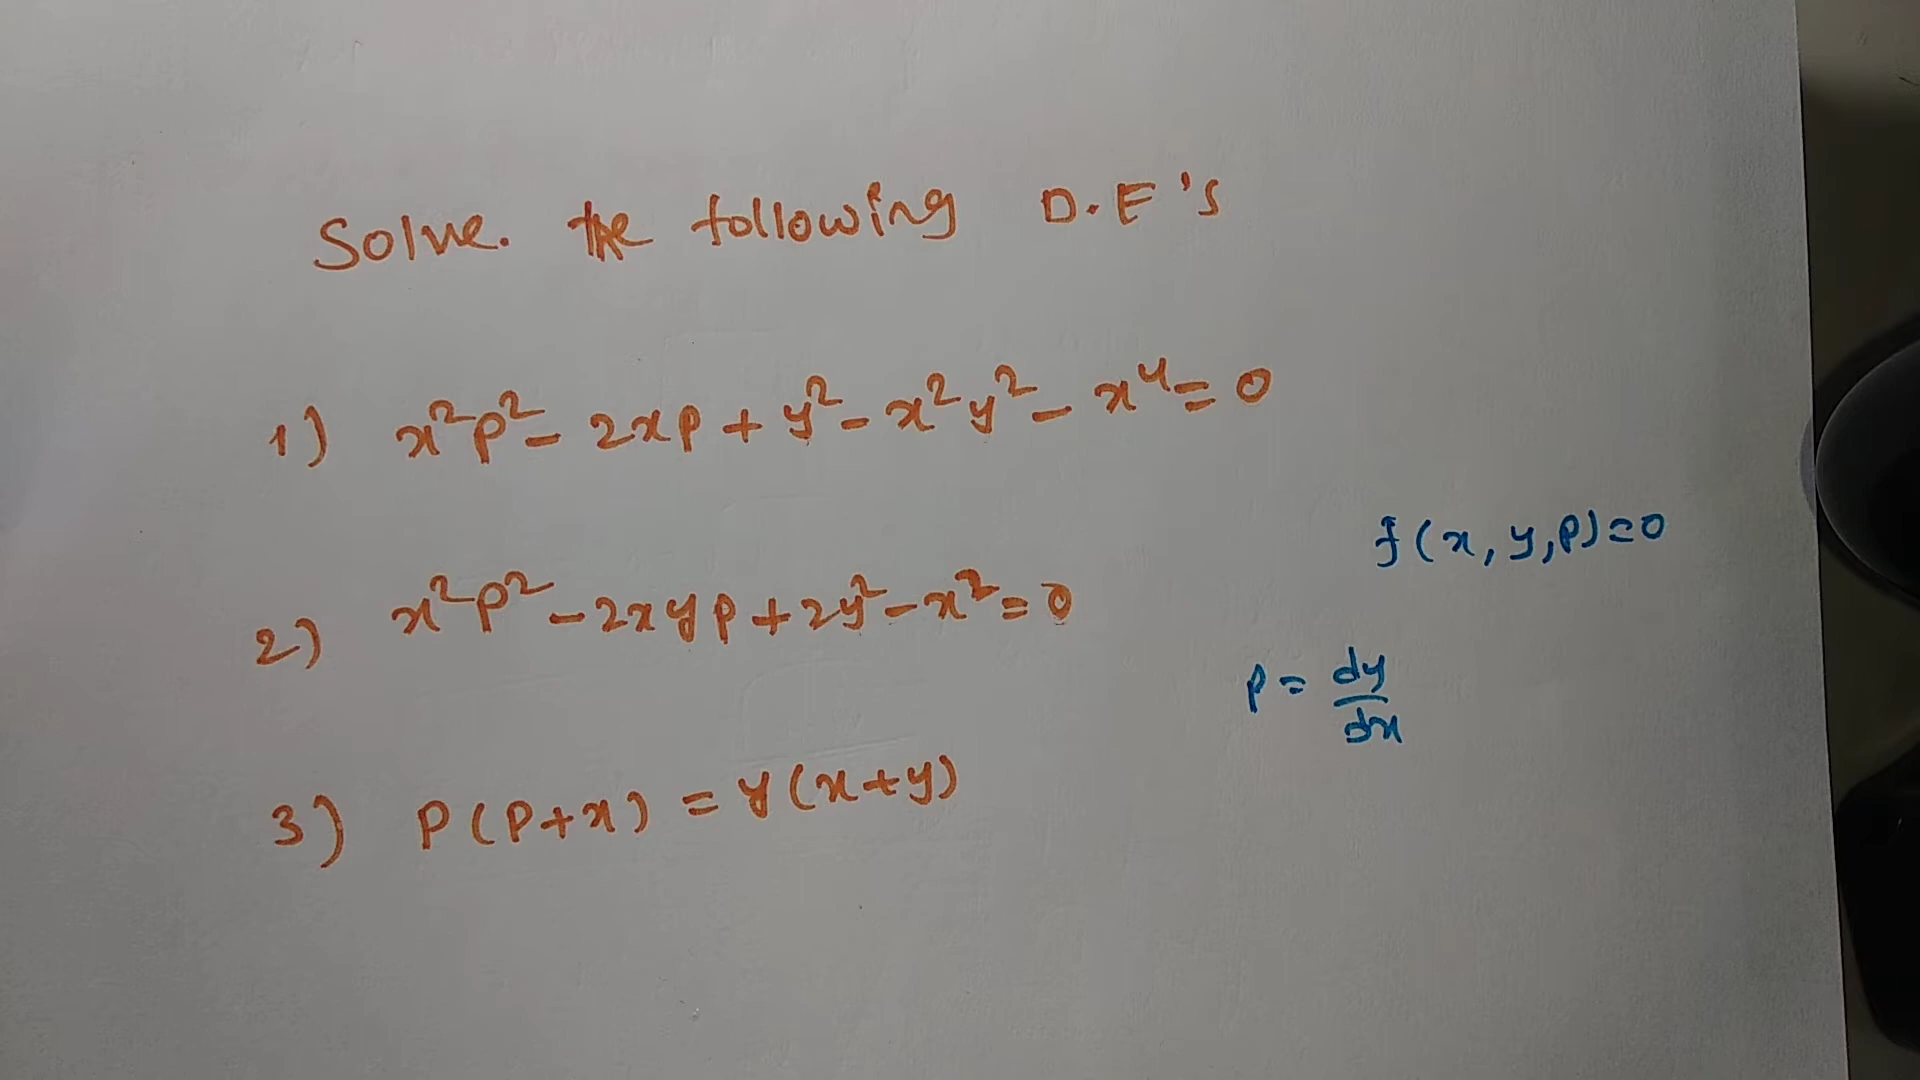 Solve. the following D.E's
1) x²p² - 2xp + y² - x²y² - x⁴ = 0
f(x, y, p) = 0
2) x²p² - 2xyp + 2y² - x² = 0
p = dy/dx
3) P(P+x) = y(x+y)